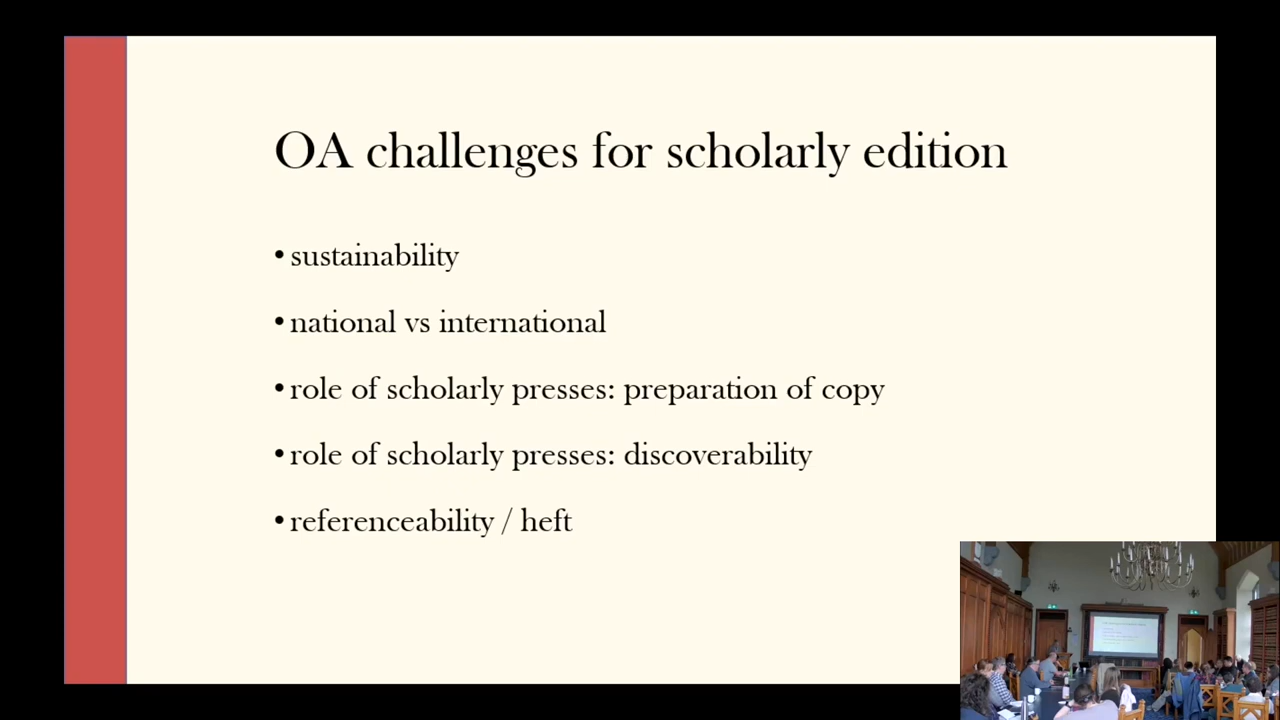 OA challenges for scholarly edition
• sustainability
• national vs international
• role of scholarly presses: preparation of copy
• role of scholarly presses: discoverability
• referenceability / heft